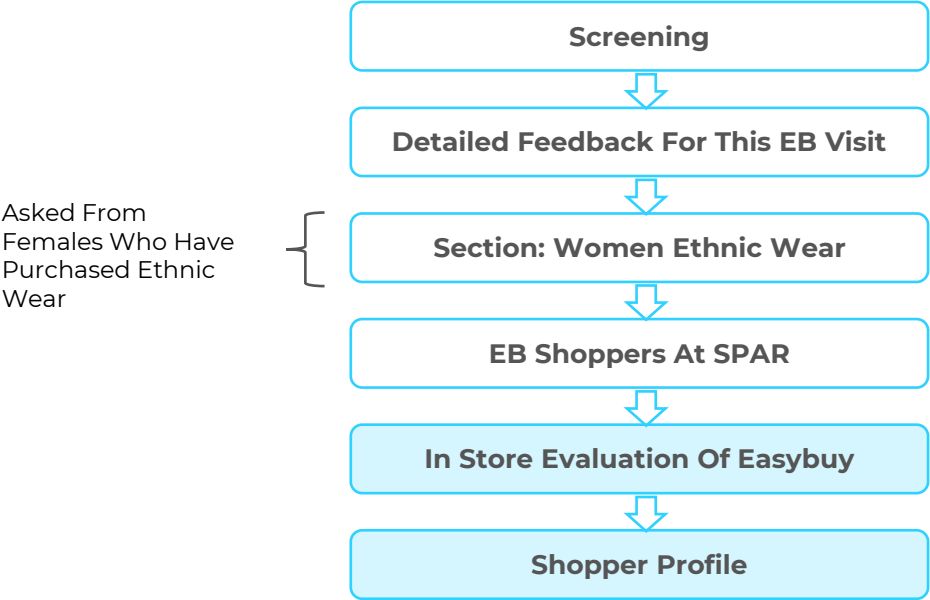 Screening
Detailed Feedback For This EB Visit
Asked From
Females Who Have
Purchased Ethnic
Wear
Section: Women Ethnic Wear
EB Shoppers At SPAR
In Store Evaluation Of Easybuy
Shopper Profile